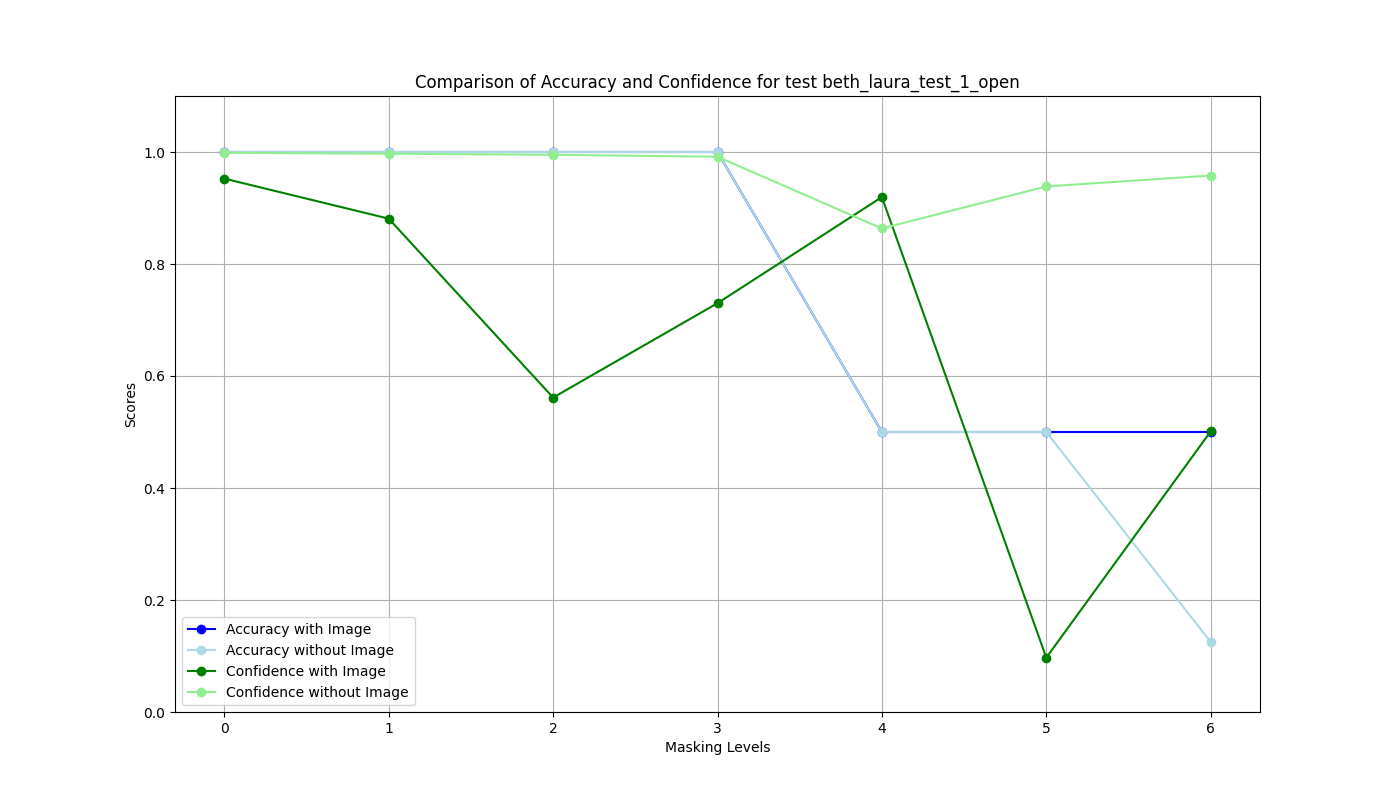 Comparison of Accuracy and Confidence for test beth_laura_test_1_open
1.0
0.8
0.6
0.4
0.2
0.0
Scores
Accuracy with Image
Accuracy without Image
Confidence with Image
Confidence without Image
0 1 2 3 4 5 6
Masking Levels